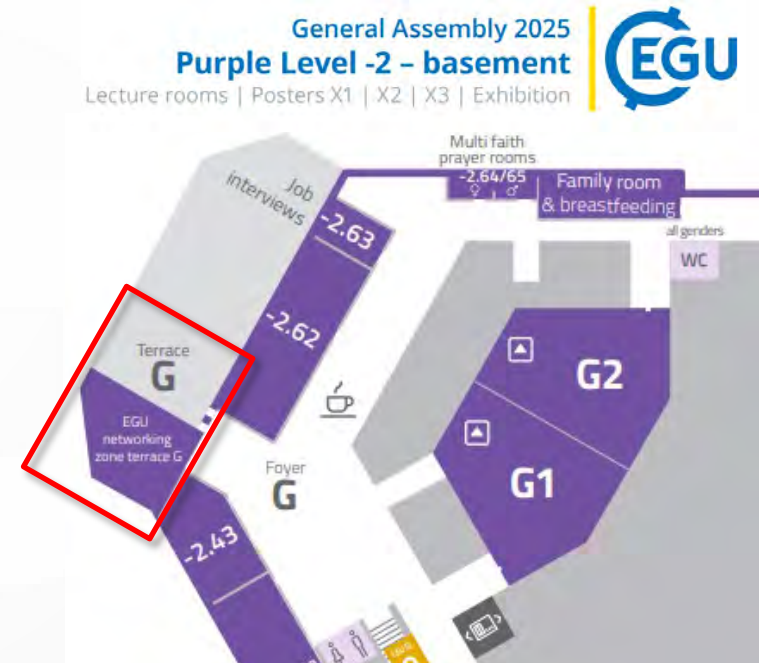 General Assembly 2025
Purple Level -2 – basement
Lecture rooms | Posters X1 | X2 | X3 | Exhibition
EGU
Multi faith
prayer rooms
-2.64/65
Family room
& breastfeeding
all genders
WC
Job
interviews
-2.63
-2.62
Terrace
G
EGU
networking
zone terrace G
Foyer
G
G2
G1
-2.43